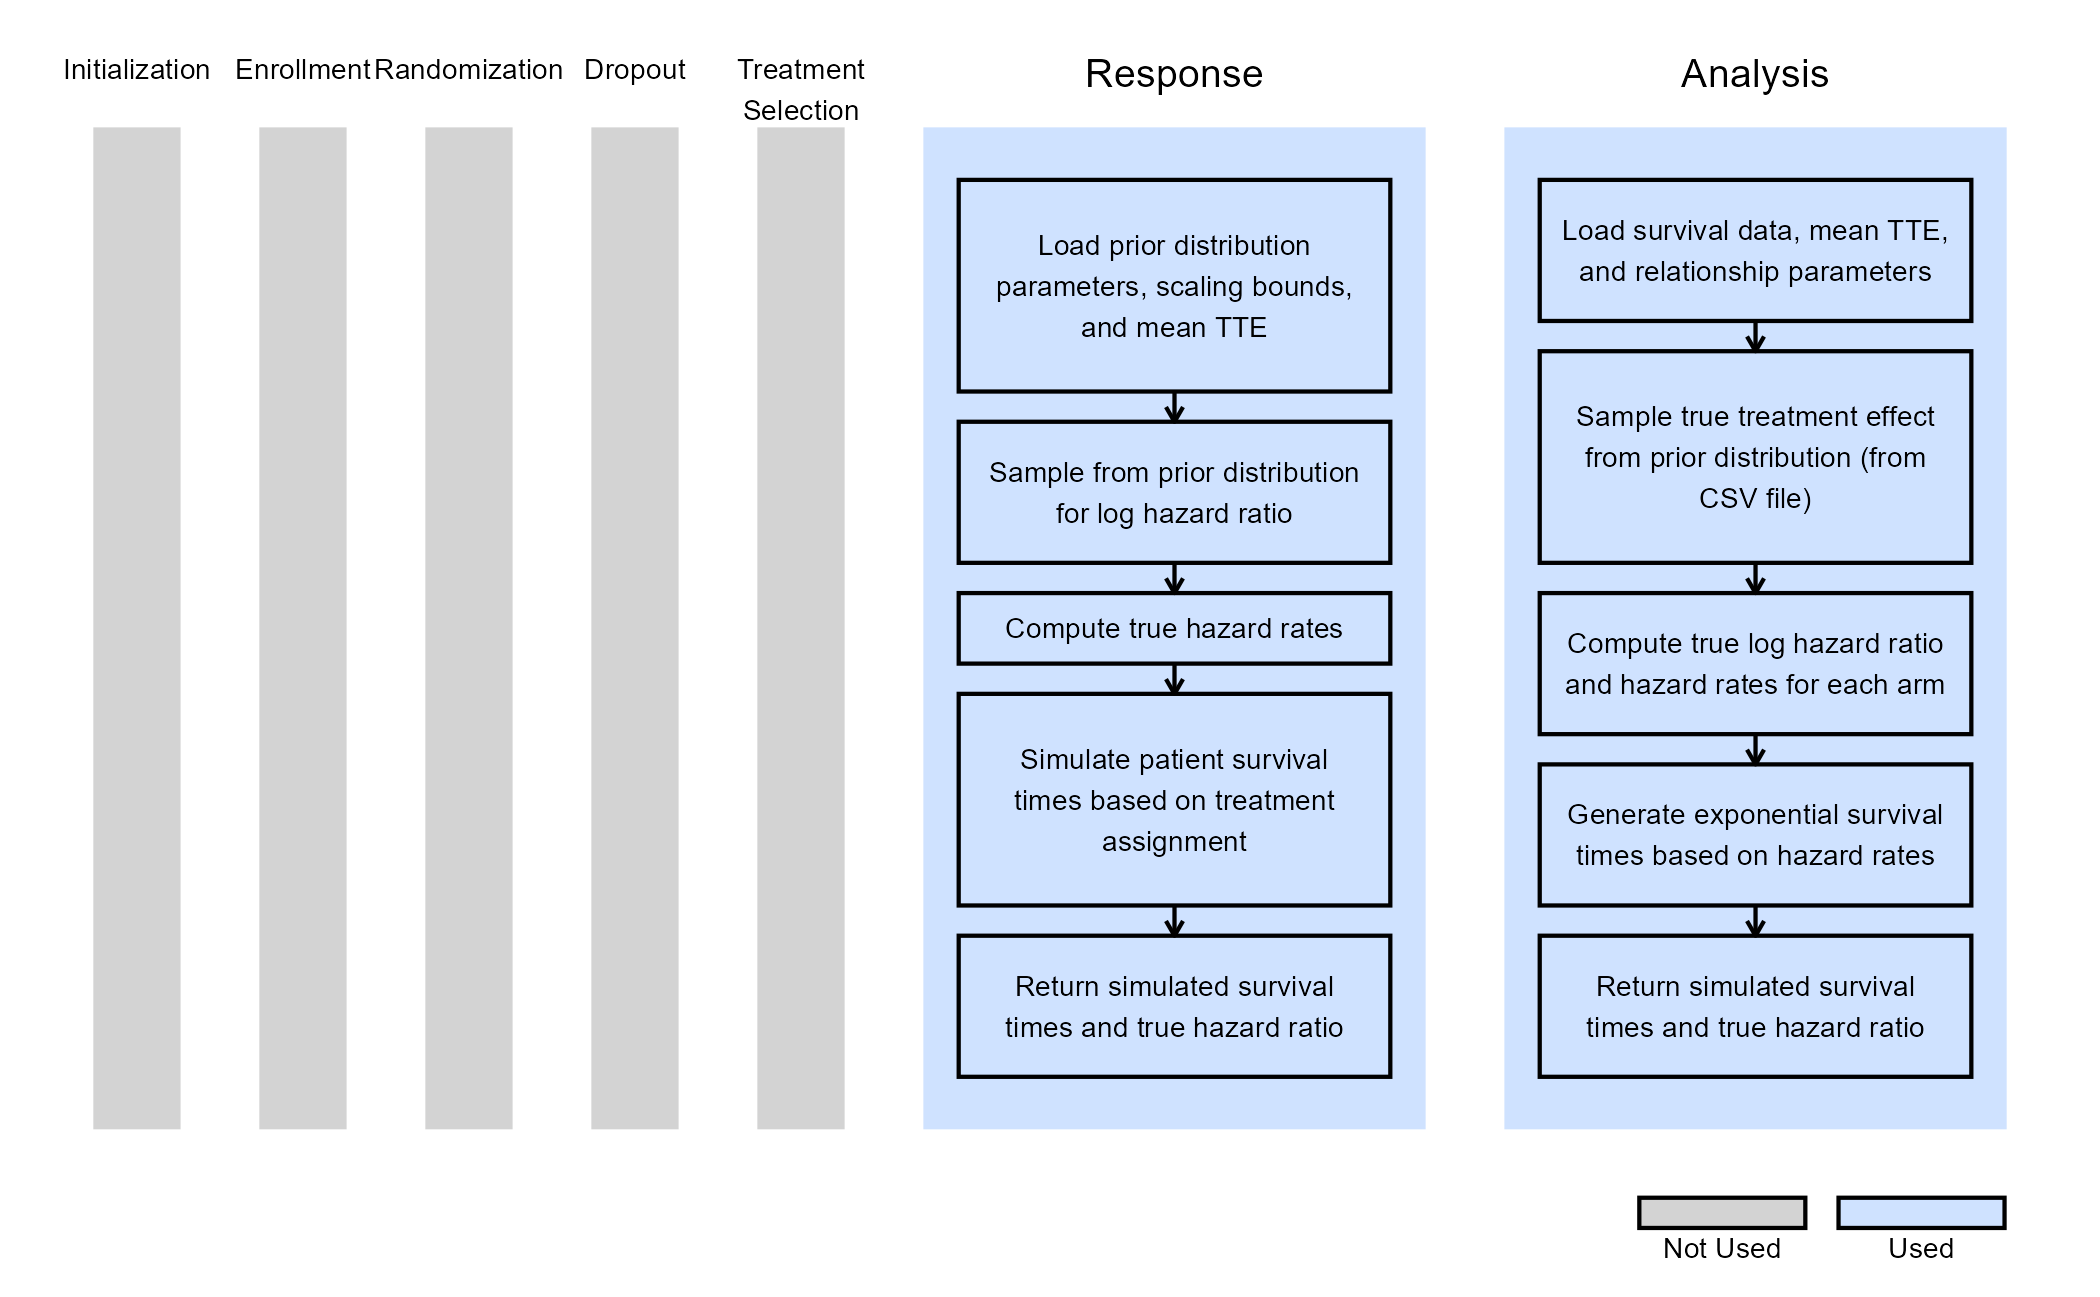 Initialization
Enrollment
Randomization
Dropout
Treatment
Selection
Response
Analysis
Load prior distribution
parameters, scaling bounds,
and mean TTE
Sample from prior distribution
for log hazard ratio
Compute true hazard rates
Simulate patient survival
times based on treatment
assignment
Return simulated survival
times and true hazard ratio
Load survival data, mean TTE,
and relationship parameters
Sample true treatment effect
from prior distribution (from
CSV file)
Compute true log hazard ratio
and hazard rates for each arm
Generate exponential survival
times based on hazard rates
Return simulated survival
times and true hazard ratio
Not Used
Used